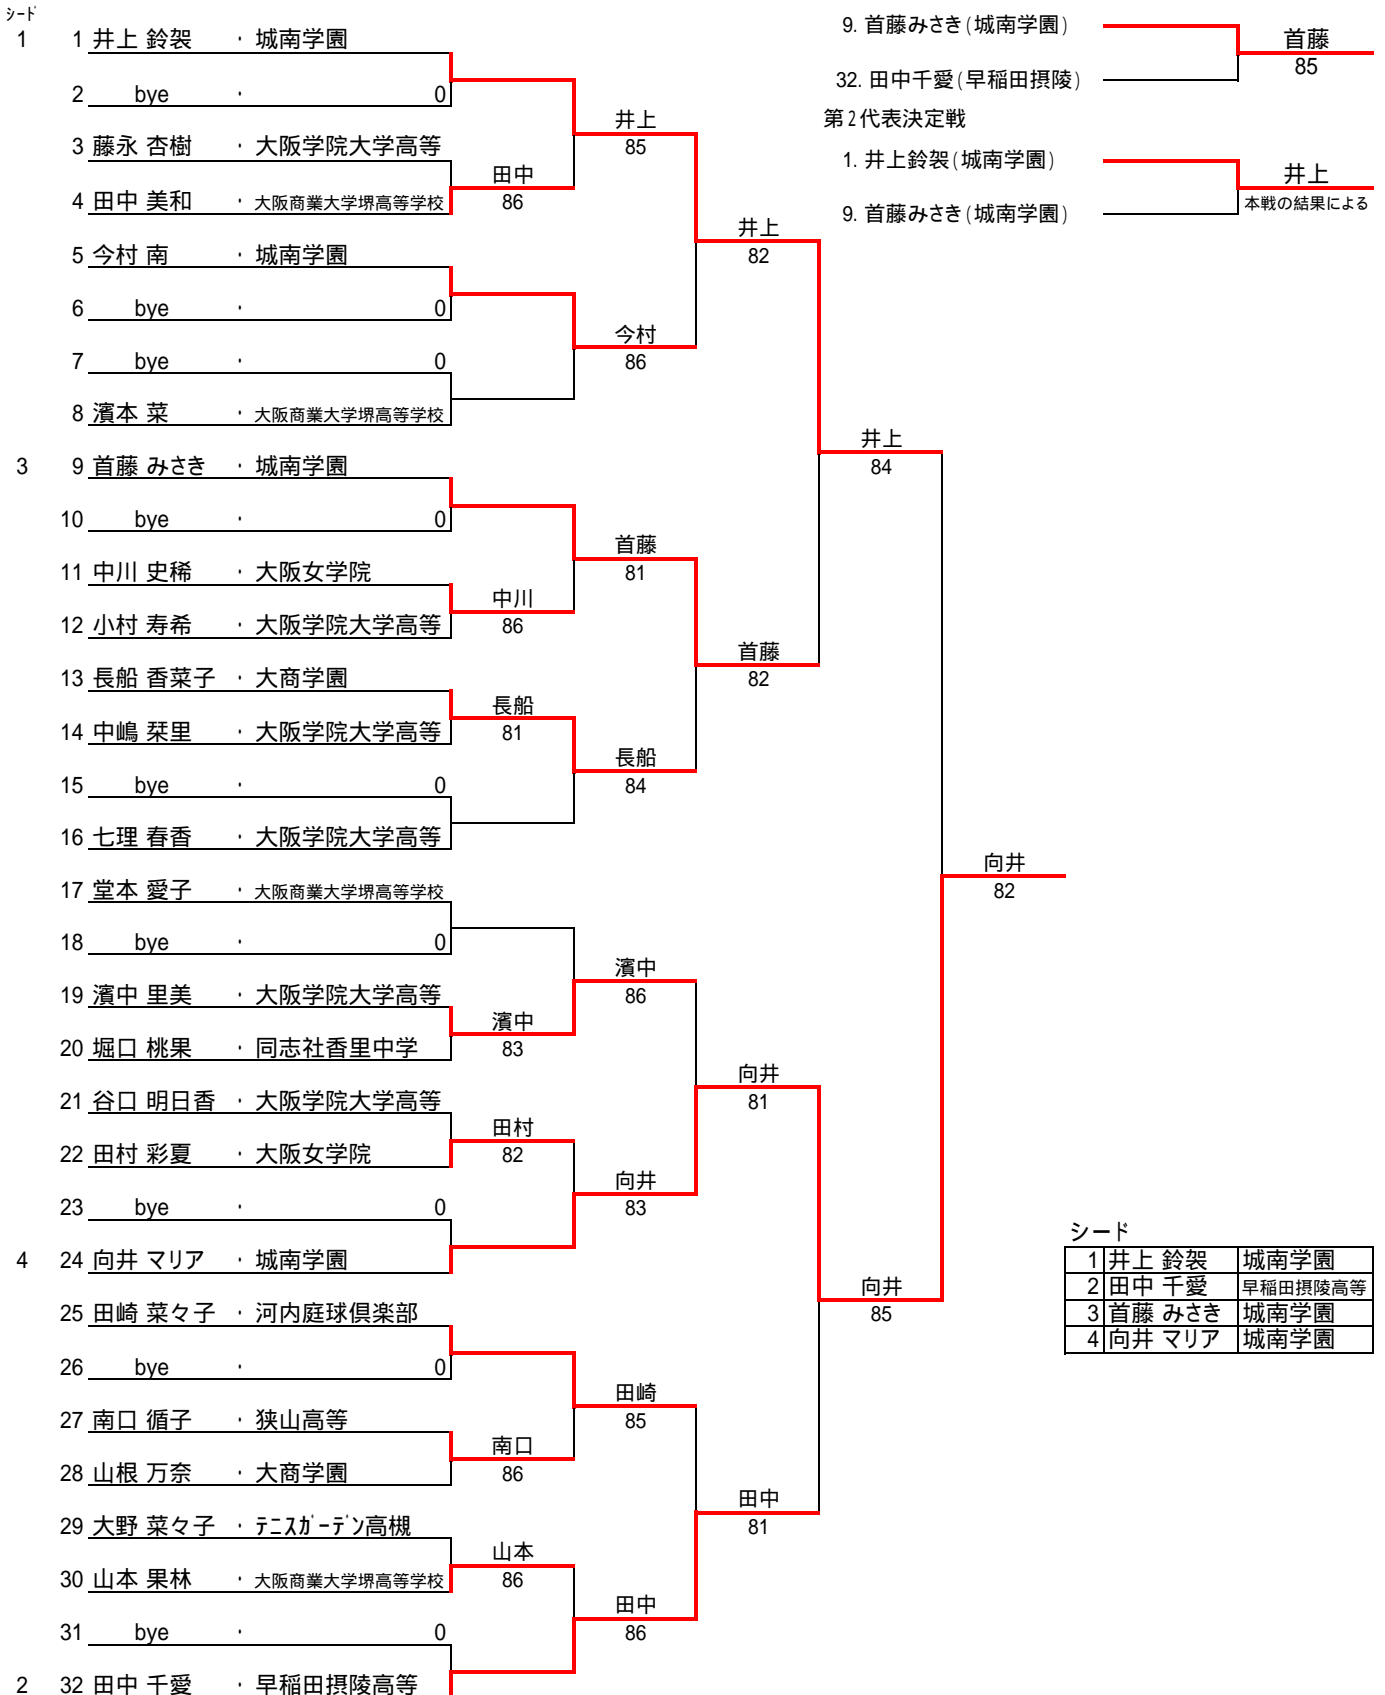 シード
1 1 井上 鈴袈 ・ 城南学園
2 bye ・ 0
3 藤永 杏樹 ・ 大阪学院大学高等
4 田中 美和 ・ 大阪商業大学堺高等学校
5 今村 南 ・ 城南学園
6 bye ・ 0
7 bye ・ 0
8 濱本 菜 ・ 大阪商業大学堺高等学校
3 9 首藤 みさき ・ 城南学園
10 bye ・ 0
11 中川 史稀 ・ 大阪女学院
12 小村 寿希 ・ 大阪学院大学高等
13 長船 香菜子 ・ 大商学園
14 中嶋 栞里 ・ 大阪学院大学高等
15 bye ・ 0
16 七理 春香 ・ 大阪学院大学高等
17 堂本 愛子 ・ 大阪商業大学堺高等学校
18 bye ・ 0
19 濱中 里美 ・ 大阪学院大学高等
20 堀口 桃果 ・ 同志社香里中学
21 谷口 明日香 ・ 大阪学院大学高等
22 田村 彩夏 ・ 大阪女学院
23 bye ・ 0
4 24 向井 マリア ・ 城南学園
25 田崎 菜々子 ・ 河内庭球倶楽部
26 bye ・ 0
27 南口 循子 ・ 狭山高等
28 山根 万奈 ・ 大商学園
29 大野 菜々子 ・ テニスガーデン高槻
30 山本 果林 ・ 大阪商業大学堺高等学校
31 bye ・ 0
2 32 田中 千愛 ・ 早稲田摂陵高等
田中
86
中川
86
長船
81
濱中
83
田村
82
南口
86
山本
86
井上
85
今村
86
首藤
81
長船
84
濱中
86
向井
83
田崎
85
田中
86
井上
82
首藤
82
向井
81
田中
81
井上
84
向井
85
向井
82
9. 首藤みさき(城南学園)
首藤
85
32. 田中千愛(早稲田摂陵)
第2代表決定戦
1. 井上鈴袈(城南学園)
井上
本戦の結果による
9. 首藤みさき(城南学園)
シード
1 井上 鈴袈 城南学園
2 田中 千愛 早稲田摂陵高等
3 首藤 みさき 城南学園
4 向井 マリア 城南学園